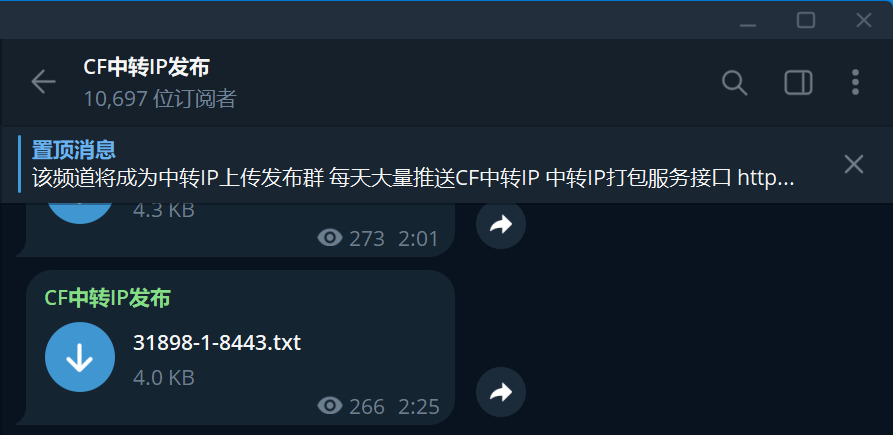 CF中转IP发布
10,697 位订阅者
置顶消息
该频道将成为中转IP上传发布群 每天大量推送CF中转IP 中转IP打包服务接口 http...
4.3 KB
273 2:01
CF中转IP发布
31898-1-8443.txt
4.0 KB
266 2:25